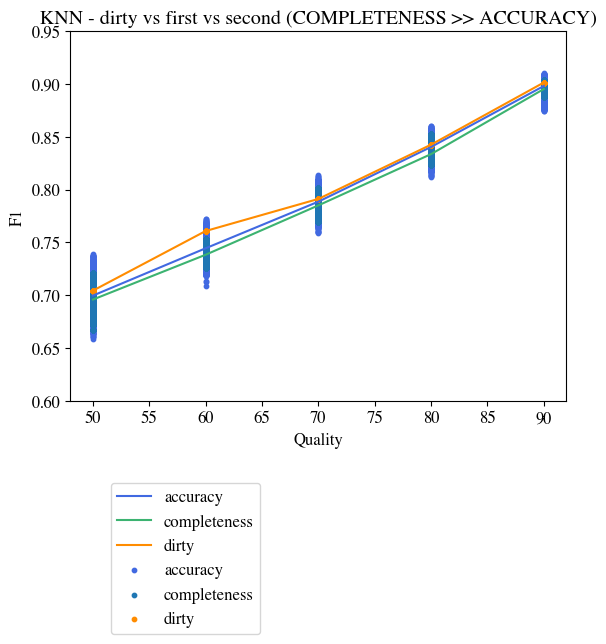 KNN - dirty vs first vs second (COMPLETENESS >> ACCURACY)
0.95
0.90
0.85
0.80
0.75
0.70
0.65
0.60
F1
50 55 60 65 70 75 80 85 90
Quality
accuracy
completeness
dirty
accuracy
completeness
dirty